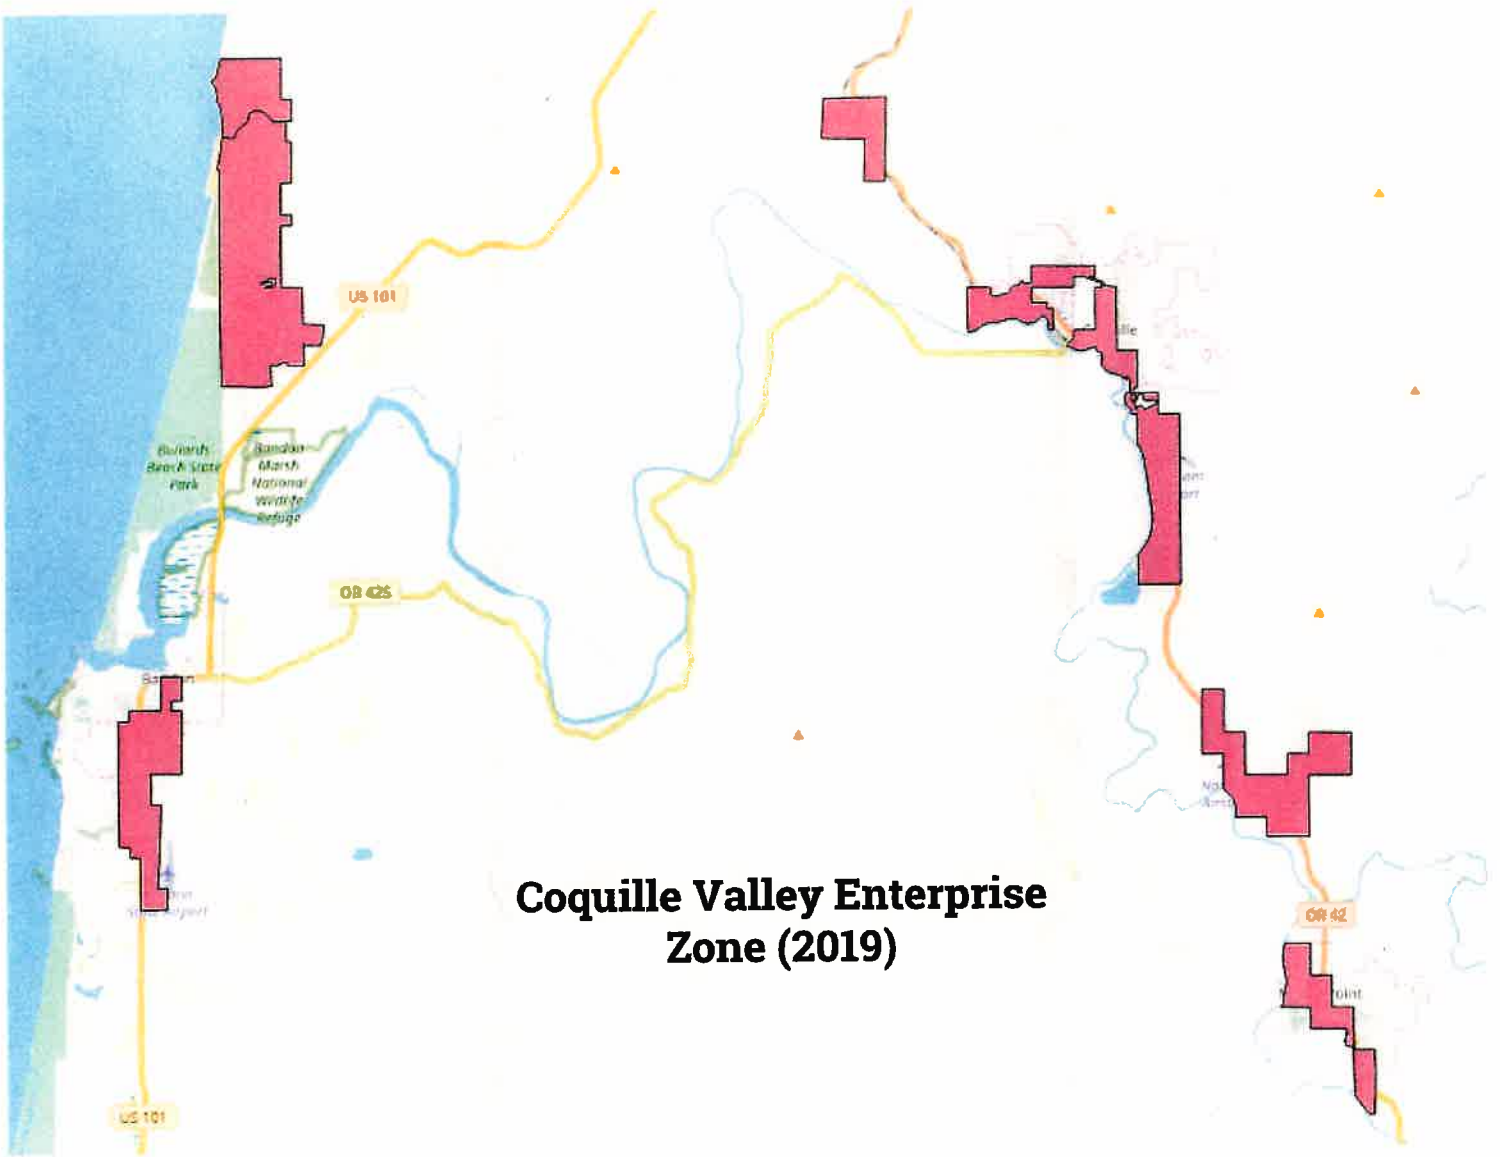 US 101
Bullards
Beach State
Park
Bandon
Marsh
National
Wildlife
Refuge
OR 42S
Coquille Valley Enterprise
Zone (2019)
OR 42
oint
US 101